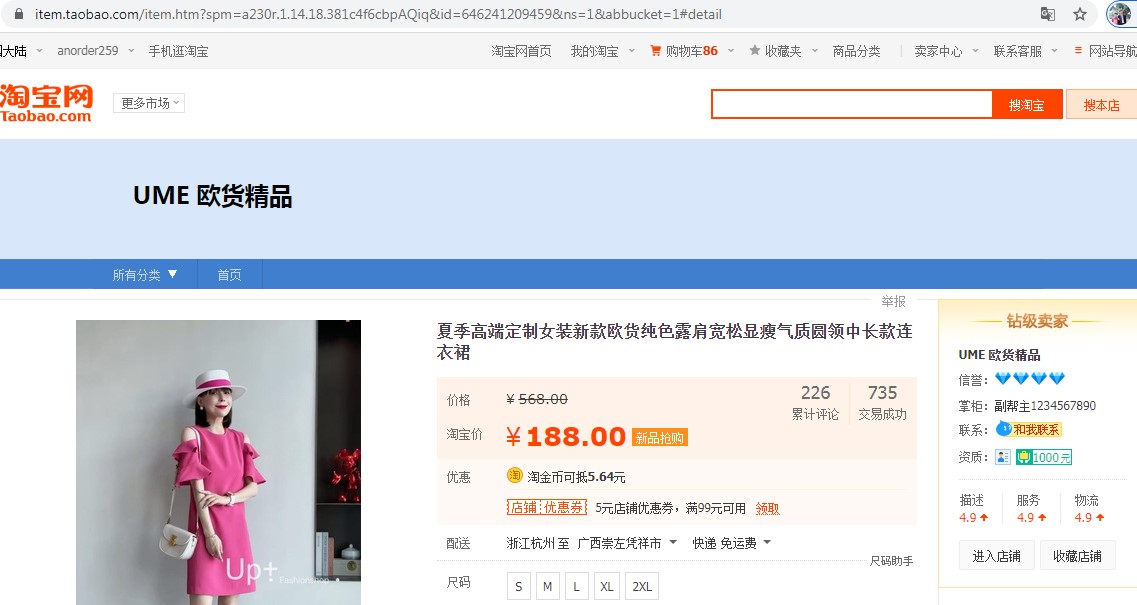 item.taobao.com/item.htm?spm=a230r.1.14.18.381c4f6cbpAQiq&id=646241209459&ns=1&abbucket=1#detail
大陆 anorder259 手机逛淘宝 淘宝网首页 我的淘宝 购物车86 收藏夹 商品分类 卖家中心 联系客服 网站导航
淘宝网
Taobao.com
更多市场 搜淘宝 搜本店
UME 欧货精品
所有分类 首页
举报
夏季高端定制女装新款欧货纯色露肩宽松显瘦气质圆领中长款连
衣裙
价格 ¥ 568.00
淘宝价 ¥ 188.00 新品抢购
226 735
累计评论 交易成功
优惠 淘 淘金币可抵5.64元
店铺优惠券 5元店铺优惠券，满99元可用 领取
配送 浙江杭州 至 广西崇左凭祥市 快递 免运费
尺码助手
尺码 S M L XL 2XL
Up+
Fashionshop
钻级卖家
UME 欧货精品
信誉：
掌柜：副帮主1234567890
联系：和我联系
资质：1000元
描述 服务 物流
4.9 4.9 4.9
进入店铺 收藏店铺